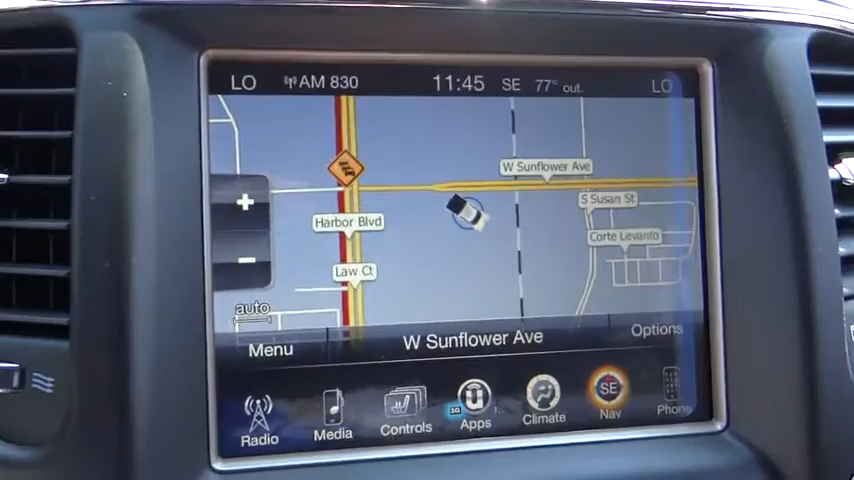 LO AM 830 11:45 SE 77° out. LO
W Sunflower Ave
S Susan St
Harbor Blvd
Corte Levanto
Law Ct
auto
Menu W Sunflower Ave Options
Radio Media Controls 3G Apps Climate SE Nav Phone